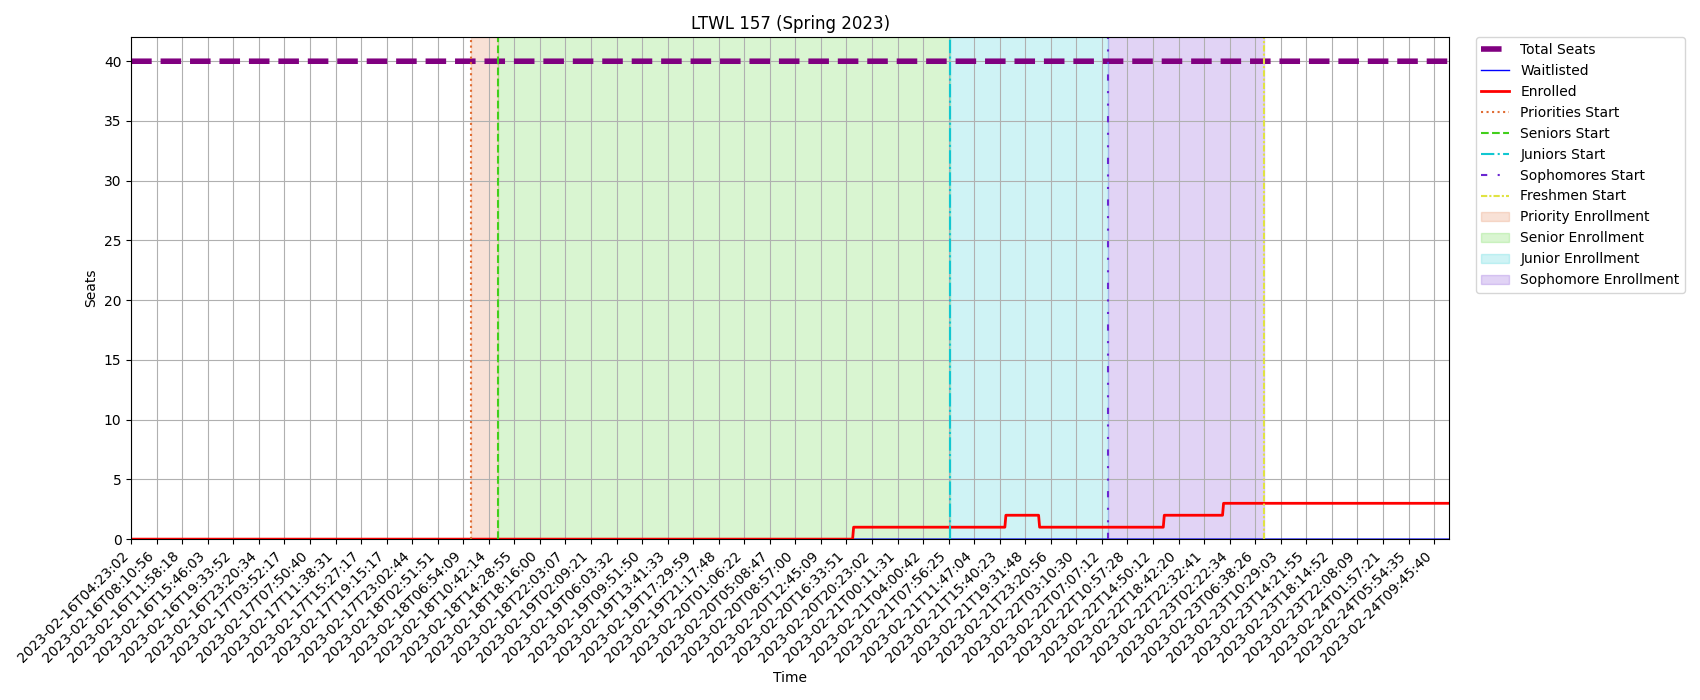 LTWL 157 (Spring 2023)
Seats
40
35
30
25
20
15
10
5
0
2023-02-16T04:23:02
2023-02-16T08:10:56
2023-02-16T11:58:18
2023-02-16T15:46:03
2023-02-16T19:33:52
2023-02-16T23:20:34
2023-02-17T03:52:17
2023-02-17T07:50:40
2023-02-17T11:38:31
2023-02-17T15:27:17
2023-02-17T19:15:17
2023-02-17T23:02:44
2023-02-18T02:51:51
2023-02-18T06:54:09
2023-02-18T10:42:14
2023-02-18T14:28:55
2023-02-18T18:16:00
2023-02-18T22:03:07
2023-02-19T02:09:21
2023-02-19T06:03:32
2023-02-19T09:51:50
2023-02-19T13:41:33
2023-02-19T17:29:59
2023-02-19T21:17:48
2023-02-20T01:06:22
2023-02-20T05:08:47
2023-02-20T08:57:00
2023-02-20T12:45:09
2023-02-20T16:33:51
2023-02-20T20:23:02
2023-02-21T00:11:31
2023-02-21T04:00:42
2023-02-21T07:56:25
2023-02-21T11:47:04
2023-02-21T15:40:23
2023-02-21T19:31:48
2023-02-21T23:20:56
2023-02-22T03:10:30
2023-02-22T07:07:12
2023-02-22T10:57:28
2023-02-22T14:50:12
2023-02-22T18:42:20
2023-02-22T22:32:41
2023-02-23T02:22:34
2023-02-23T06:38:26
2023-02-23T10:29:03
2023-02-23T14:21:55
2023-02-23T18:14:52
2023-02-23T22:08:09
2023-02-24T01:57:21
2023-02-24T05:54:35
2023-02-24T09:45:40
Time
Total Seats
Waitlisted
Enrolled
Priorities Start
Seniors Start
Juniors Start
Sophomores Start
Freshmen Start
Priority Enrollment
Senior Enrollment
Junior Enrollment
Sophomore Enrollment